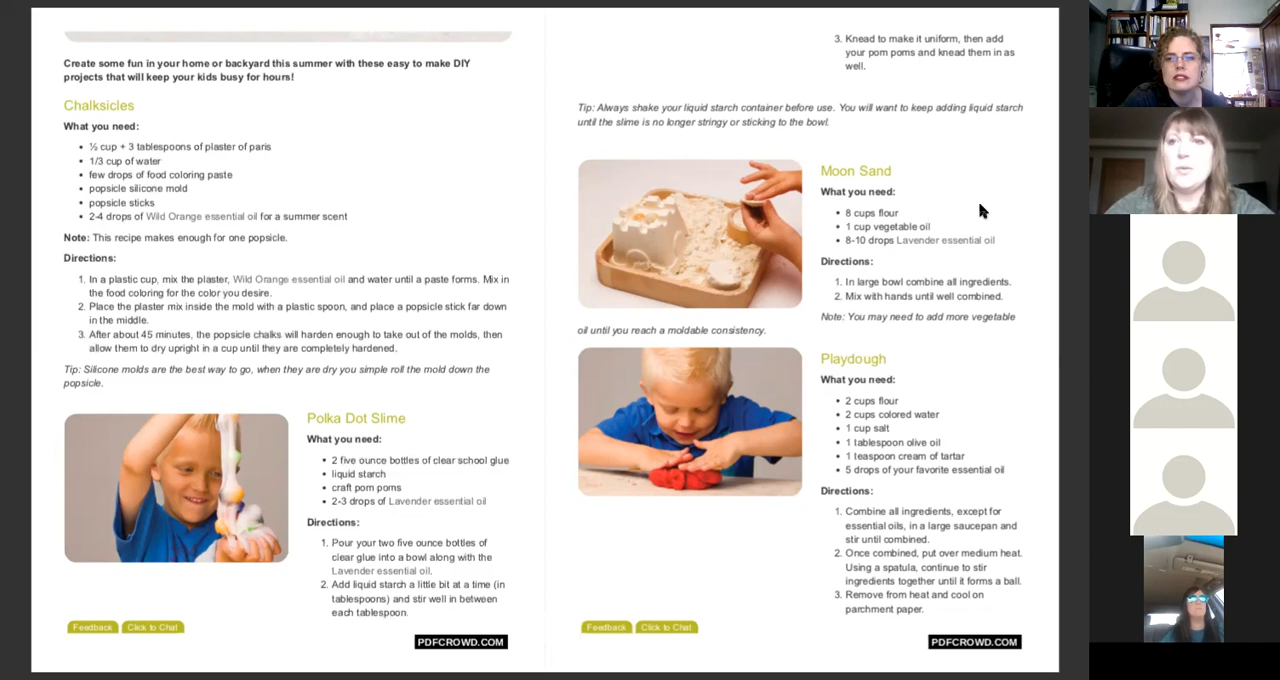 Create some fun in your home or backyard this summer with these easy to make DIY
projects that will keep your kids busy for hours!
Chalksicles
What you need:
• ½ cup + 3 tablespoons of plaster of paris
• 1/3 cup of water
• few drops of food coloring paste
• popsicle silicone mold
• popsicle sticks
• 2-4 drops of Wild Orange essential oil for a summer scent
Note: This recipe makes enough for one popsicle.
Directions:
1. In a plastic cup, mix the plaster, Wild Orange essential oil and water until a paste forms. Mix in
the food coloring for the color you desire.
2. Place the plaster mix inside the mold with a plastic spoon, and place a popsicle stick far down
in the middle.
3. After about 45 minutes, the popsicle chalks will harden enough to take out of the molds, then
allow them to dry upright in a cup until they are completely hardened.
Tip: Silicone molds are the best way to go, when they are dry you simple roll the mold down the
popsicle.
Polka Dot Slime
What you need:
• 2 five ounce bottles of clear school glue
• liquid starch
• craft pom poms
• 2-3 drops of Lavender essential oil
Directions:
1. Pour your two five ounce bottles of
clear glue into a bowl along with the
Lavender essential oil.
2. Add liquid starch a little bit at a time (in
tablespoons) and stir well in between
each tablespoon.
Feedback Click to Chat
PDFCROWD.COM
3. Knead to make it uniform, then add
your pom poms and knead them in as
well.
Tip: Always shake your liquid starch container before use. You will want to keep adding liquid starch
until the slime is no longer stringy or sticking to the bowl.
Moon Sand
What you need:
• 8 cups flour
• 1 cup vegetable oil
• 8-10 drops Lavender essential oil
Directions:
1. In large bowl combine all ingredients.
2. Mix with hands until well combined.
Note: You may need to add more vegetable
oil until you reach a moldable consistency.
Playdough
What you need:
• 2 cups flour
• 2 cups colored water
• 1 cup salt
• 1 tablespoon olive oil
• 1 teaspoon cream of tartar
• 5 drops of your favorite essential oil
Directions:
1. Combine all ingredients, except for
essential oils, in a large saucepan and
stir until combined.
2. Once combined, put over medium heat.
Using a spatula, continue to stir
ingredients together until it forms a ball.
3. Remove from heat and cool on
parchment paper.
Feedback Click to Chat
PDFCROWD.COM